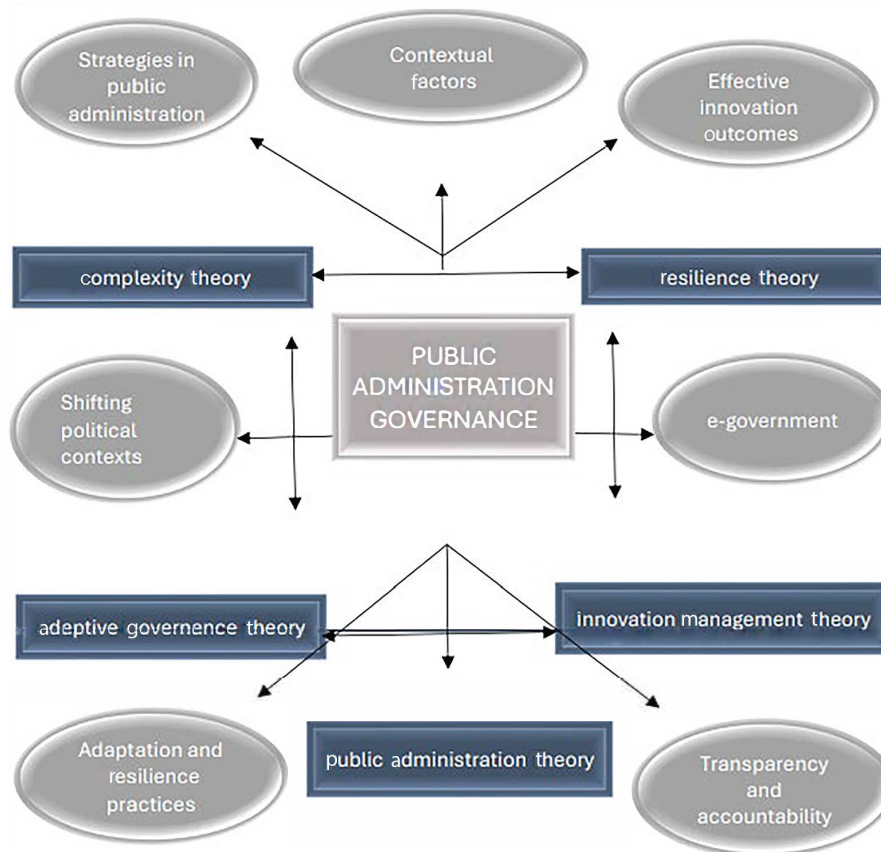 Strategies in
public
administration
Contextual
factors
Effective
innovation
outcomes
complexity theory
resilience theory
PUBLIC
ADMINISTRATION
GOVERNANCE
Shifting
political
contexts
e-government
adeptive governence theory
innovation management theory
public administration theory
Adaptation and
resilience
practices
Transparency
and
accountability